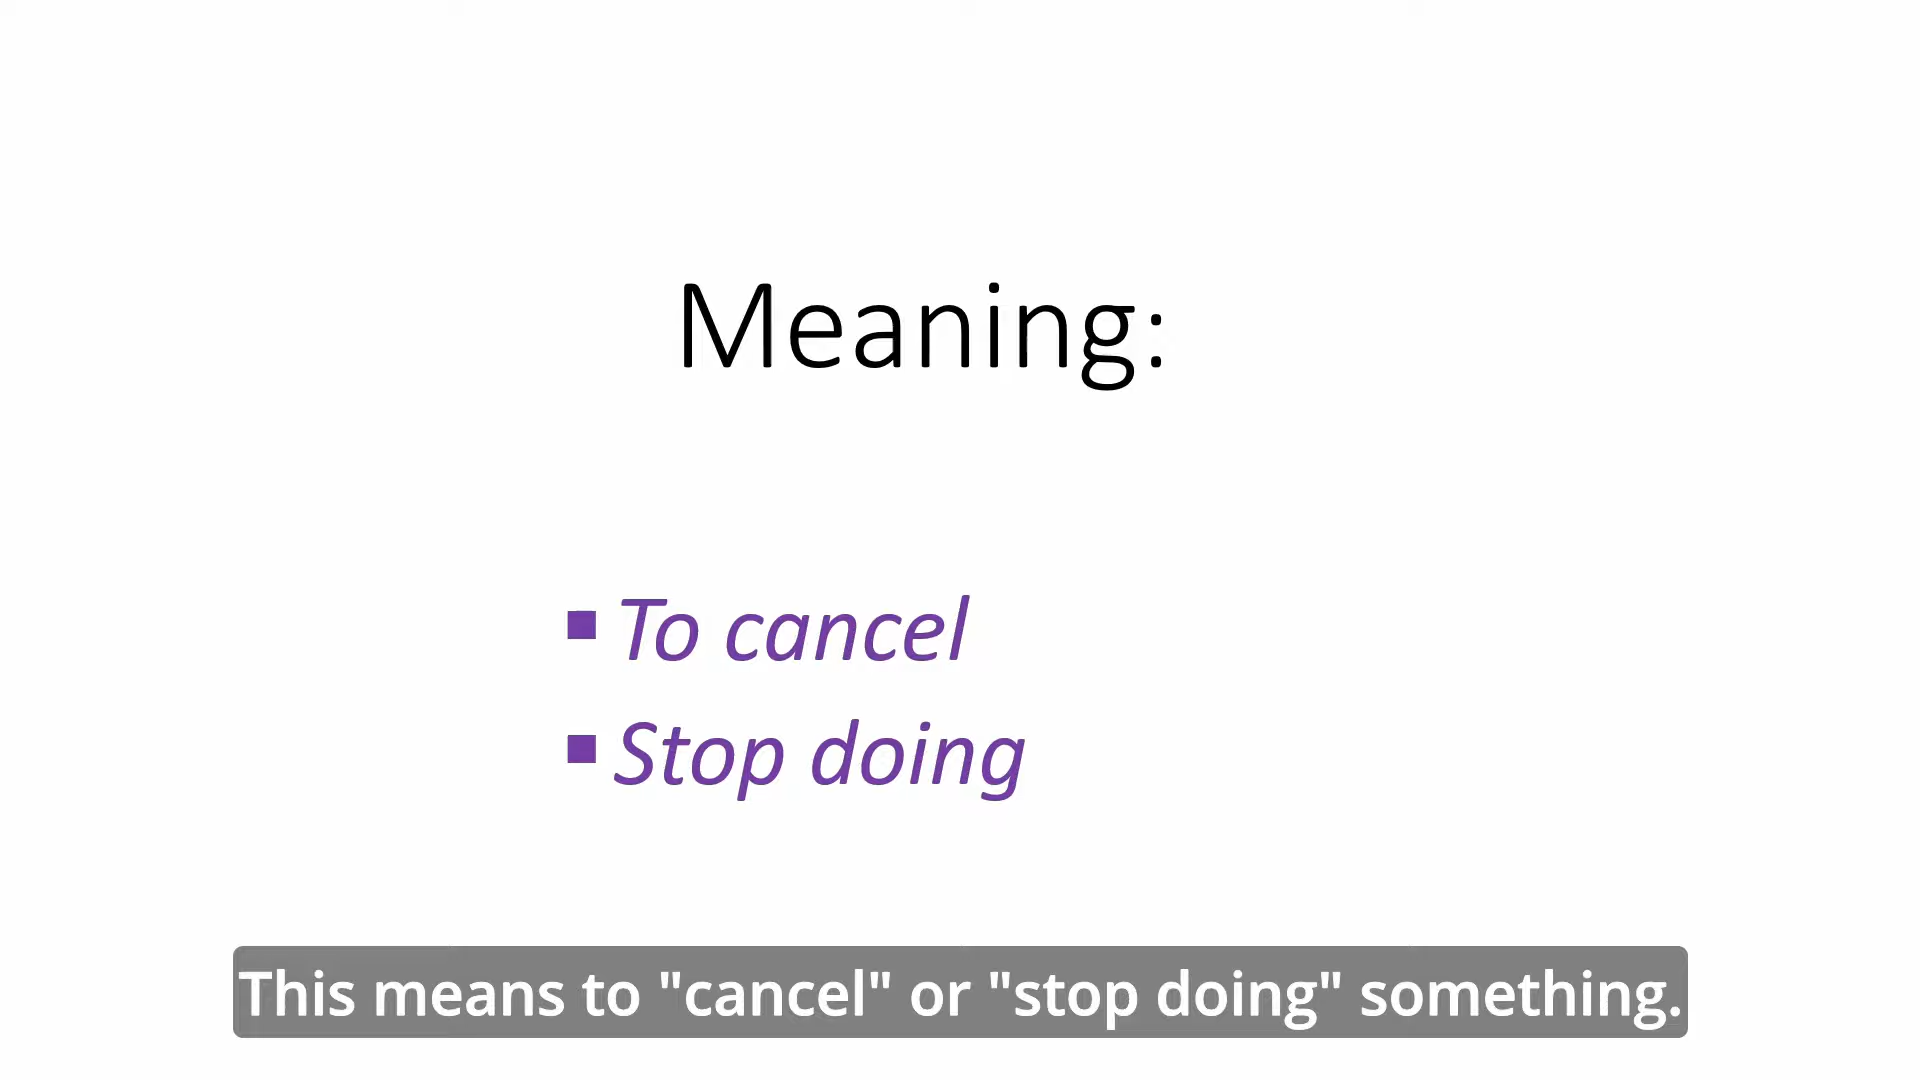 Meaning:
▪ To cancel
▪ Stop doing
This means to "cancel" or "stop doing" something.